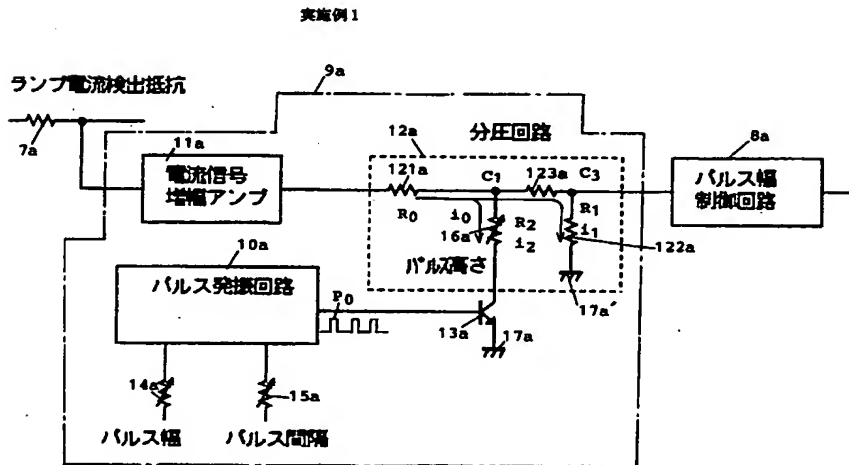 実施例1
ランプ電流検出抵抗
7a
9a
11a
電流信号
増幅アンプ
12a
分圧回路
121a
C1
123a
C3
R0
i0
R2
16a
i2
R1
i1
122a
パルス高さ
17a'
8a
パルス幅
制御回路
10a
パルス発振回路
P0
13a
17a
14a
15a
パルス幅
パルス間隔